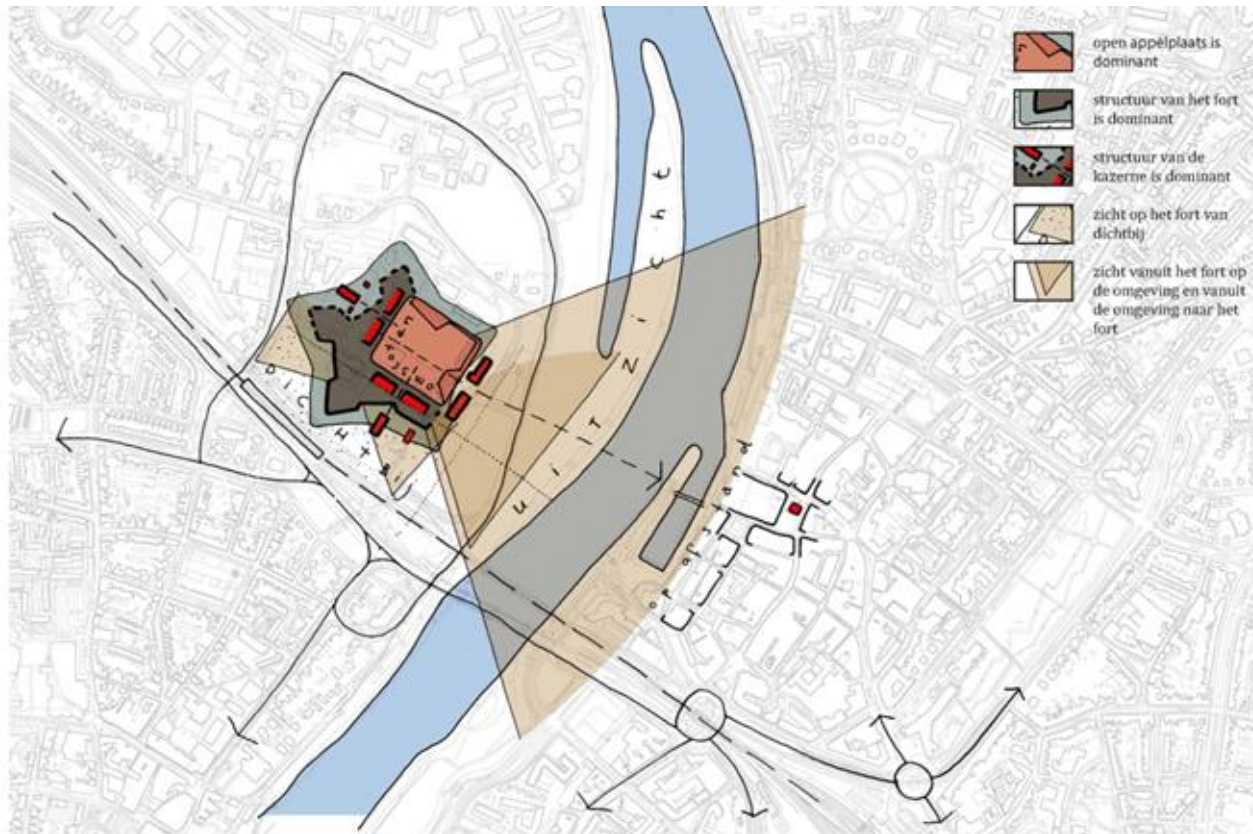 open appèlplaats is
dominant
structuur van het fort
is dominant
structuur van de
kazerne is dominant
zicht op het fort van
dichtbij
zicht vanuit het fort op
de omgeving en vanuit
de omgeving naar het
fort
omsloten
dichtbij
uitzicht
op afstand